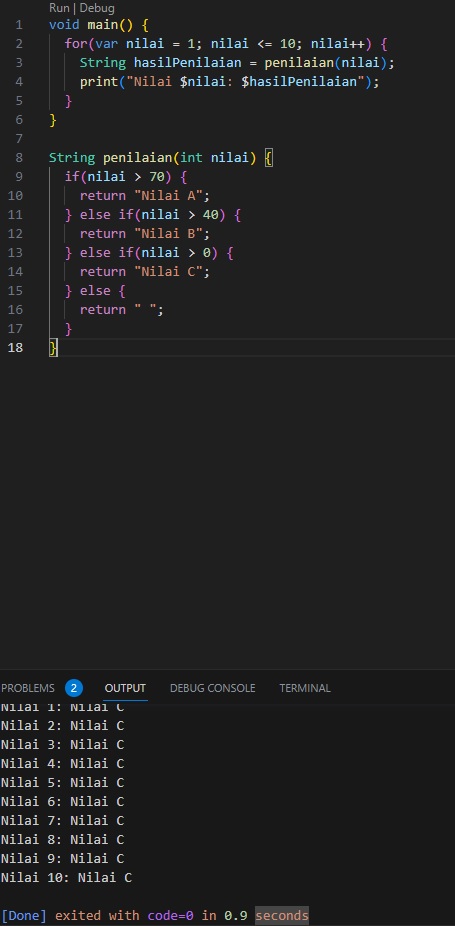 Run | Debug
1 void main() {
2 for(var nilai = 1; nilai <= 10; nilai++) {
3 String hasilPenilaian = penilaian(nilai);
4 print("Nilai $nilai: $hasilPenilaian");
5 }
6 }
7
8 String penilaian(int nilai) {
9 if(nilai > 70) {
10 return "Nilai A";
11 } else if(nilai > 40) {
12 return "Nilai B";
13 } else if(nilai > 0) {
14 return "Nilai C";
15 } else {
16 return " ";
17 }
18 }
PROBLEMS 2 OUTPUT DEBUG CONSOLE TERMINAL
Nilai 1: Nilai C
Nilai 2: Nilai C
Nilai 3: Nilai C
Nilai 4: Nilai C
Nilai 5: Nilai C
Nilai 6: Nilai C
Nilai 7: Nilai C
Nilai 8: Nilai C
Nilai 9: Nilai C
Nilai 10: Nilai C
[Done] exited with code=0 in 0.9 seconds